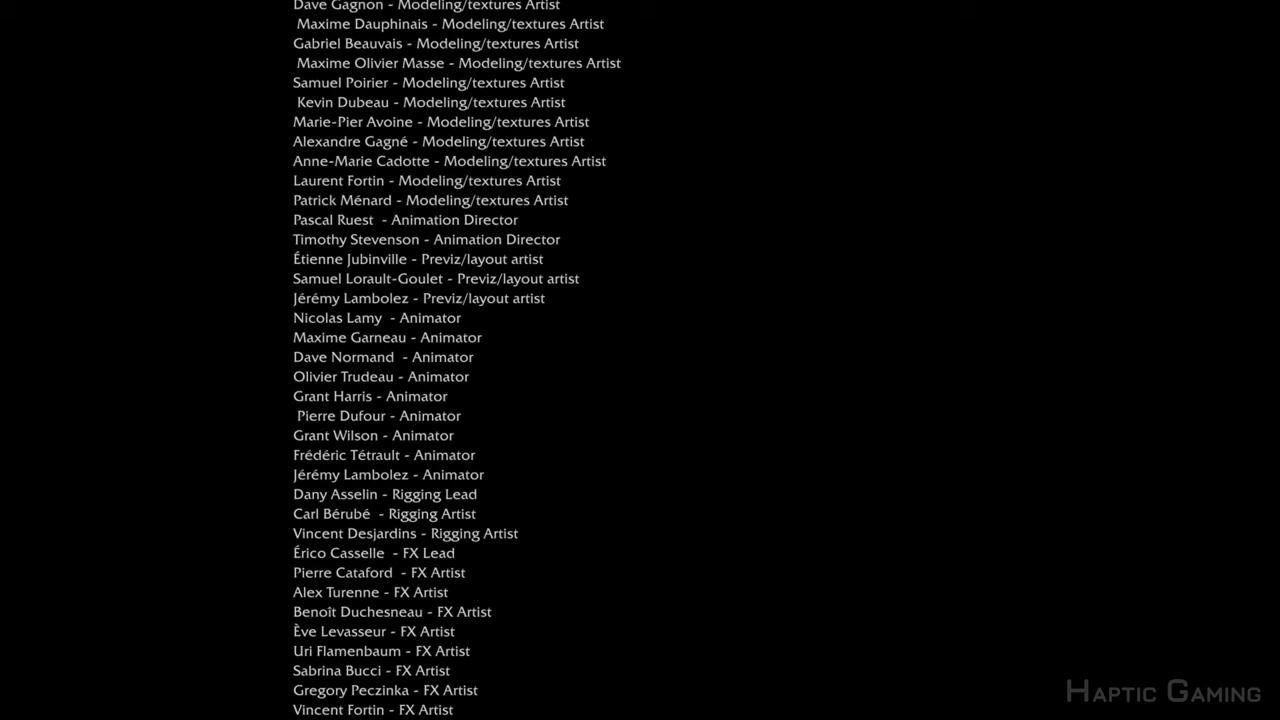 Dave Gagnon - Modeling/textures Artist
Maxime Dauphinais - Modeling/textures Artist
Gabriel Beauvais - Modeling/textures Artist
Maxime Olivier Masse - Modeling/textures Artist
Samuel Poirier - Modeling/textures Artist
Kevin Dubeau - Modeling/textures Artist
Marie-Pier Avoine - Modeling/textures Artist
Alexandre Gagné - Modeling/textures Artist
Anne-Marie Cadotte - Modeling/textures Artist
Laurent Fortin - Modeling/textures Artist
Patrick Ménard - Modeling/textures Artist
Pascal Ruest  - Animation Director
Timothy Stevenson - Animation Director
Étienne Jubinville - Previz/layout artist
Samuel Lorault-Goulet - Previz/layout artist
Jérémy Lambolez - Previz/layout artist
Nicolas Lamy  - Animator
Maxime Garneau - Animator
Dave Normand  - Animator
Olivier Trudeau - Animator
Grant Harris - Animator
Pierre Dufour - Animator
Grant Wilson - Animator
Frédéric Tétrault - Animator
Jérémy Lambolez - Animator
Dany Asselin - Rigging Lead
Carl Bérubé  - Rigging Artist
Vincent Desjardins - Rigging Artist
Érico Casselle  - FX Lead
Pierre Cataford  - FX Artist
Alex Turenne - FX Artist
Benoît Duchesneau - FX Artist
Ève Levasseur - FX Artist
Uri Flamenbaum - FX Artist
Sabrina Bucci - FX Artist
Gregory Peczinka - FX Artist
Vincent Fortin - FX Artist
HAPTIC GAMING